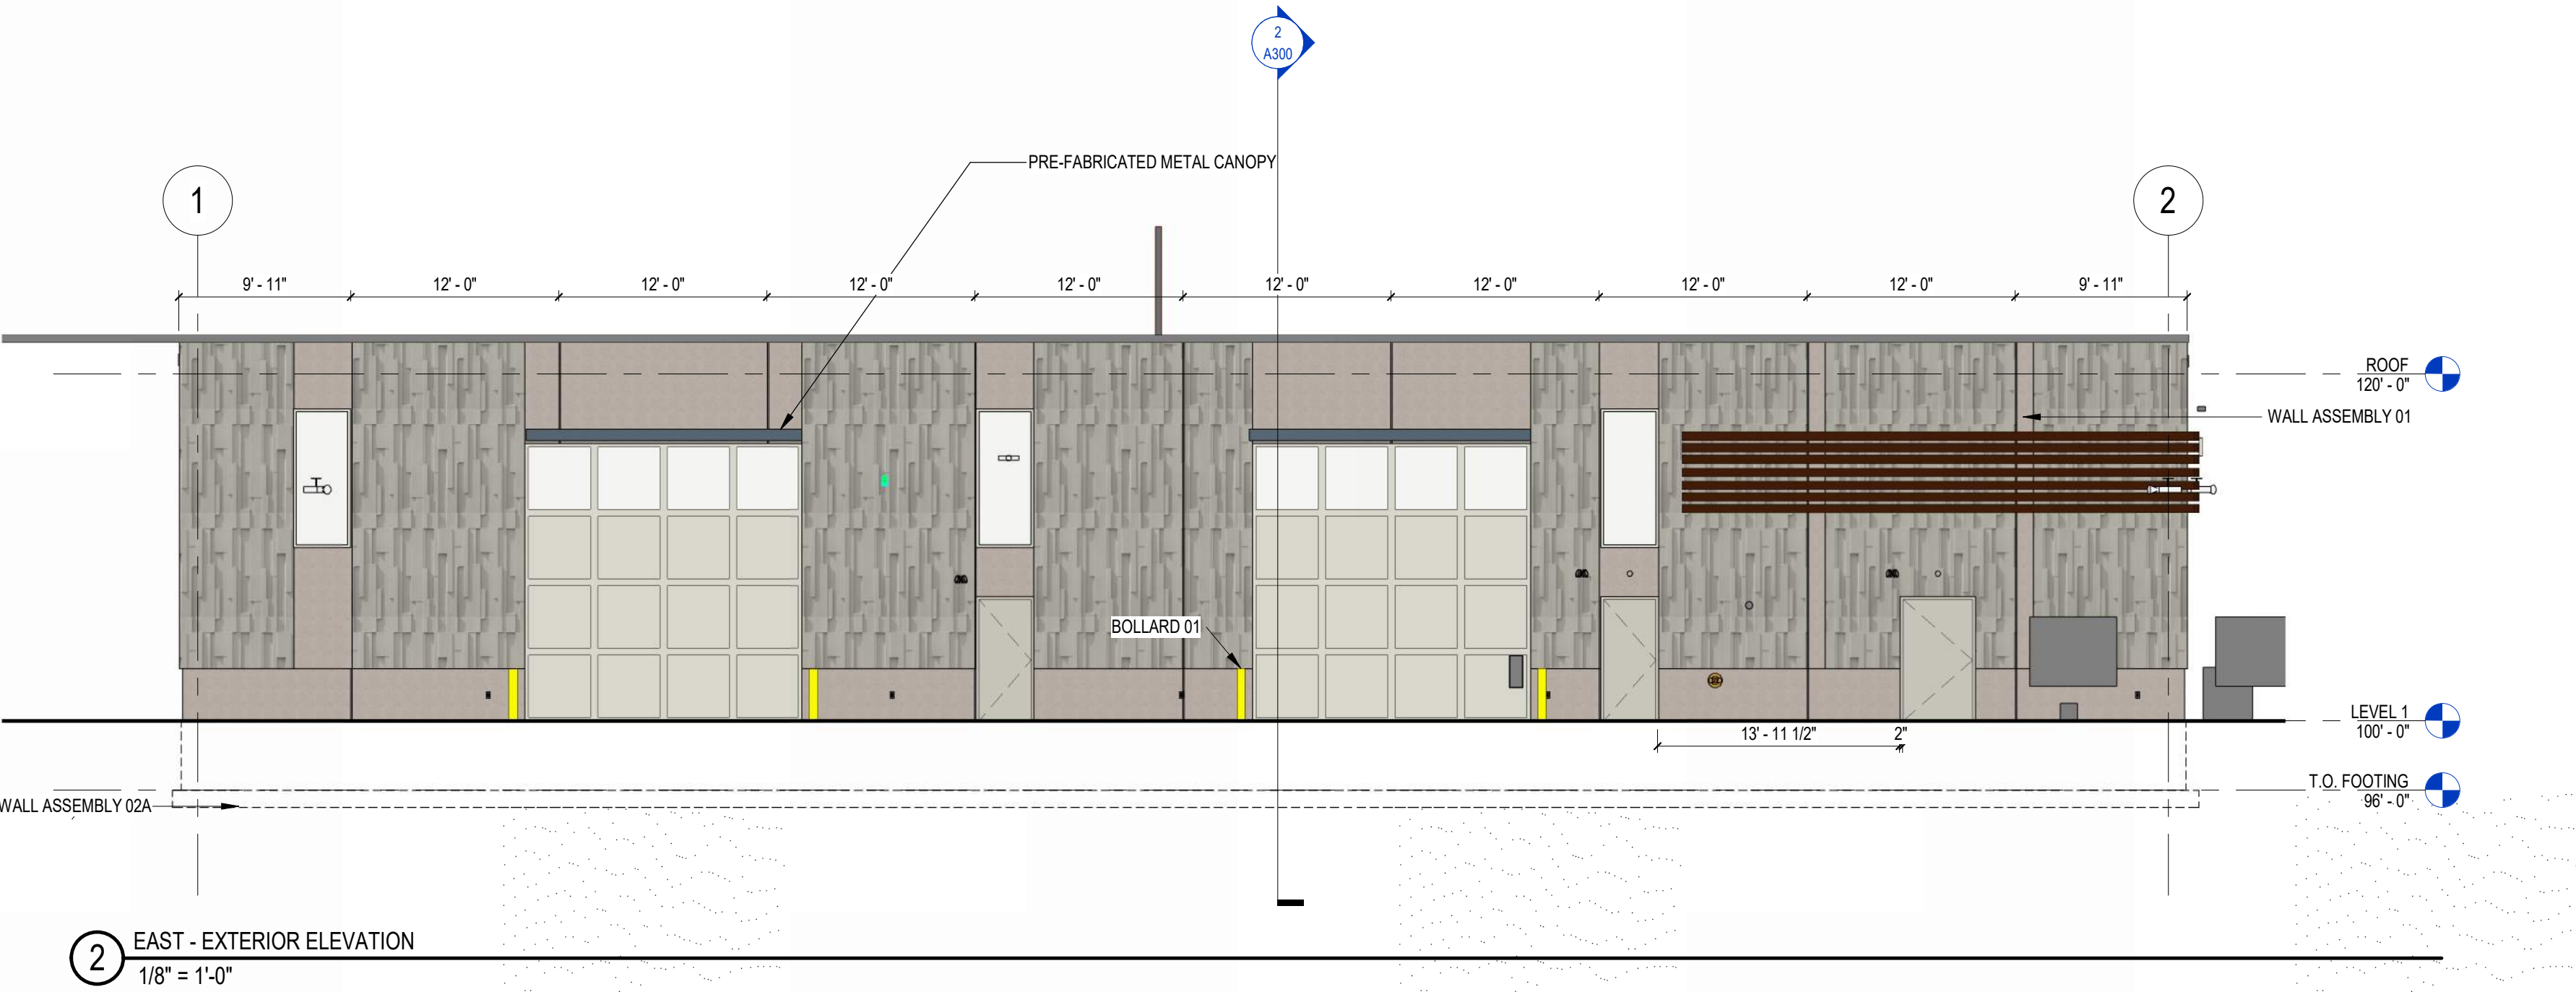 2
A300
PRE-FABRICATED METAL CANOPY
1
2
9' - 11"
12' - 0"
12' - 0"
12' - 0"
12' - 0"
12' - 0"
12' - 0"
12' - 0"
12' - 0"
9' - 11"
ROOF
120' - 0"
WALL ASSEMBLY 01
BOLLARD 01
LEVEL 1
100' - 0"
13' - 11 1/2"
2"
T.O. FOOTING
96' - 0"
WALL ASSEMBLY 02A
2
EAST - EXTERIOR ELEVATION
1/8" = 1'-0"